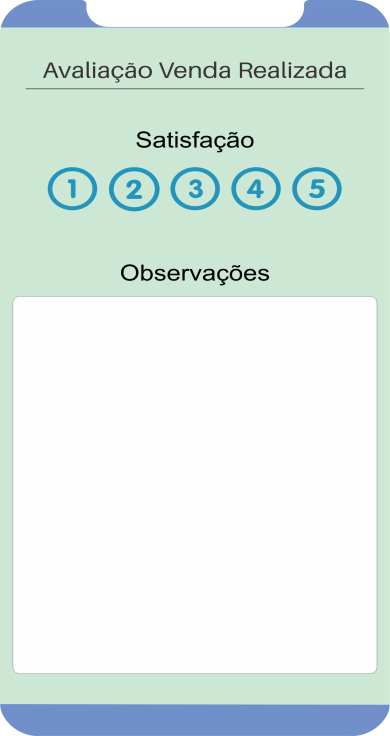 Avaliação Venda Realizada
Satisfação
1 2 3 4 5
Observações